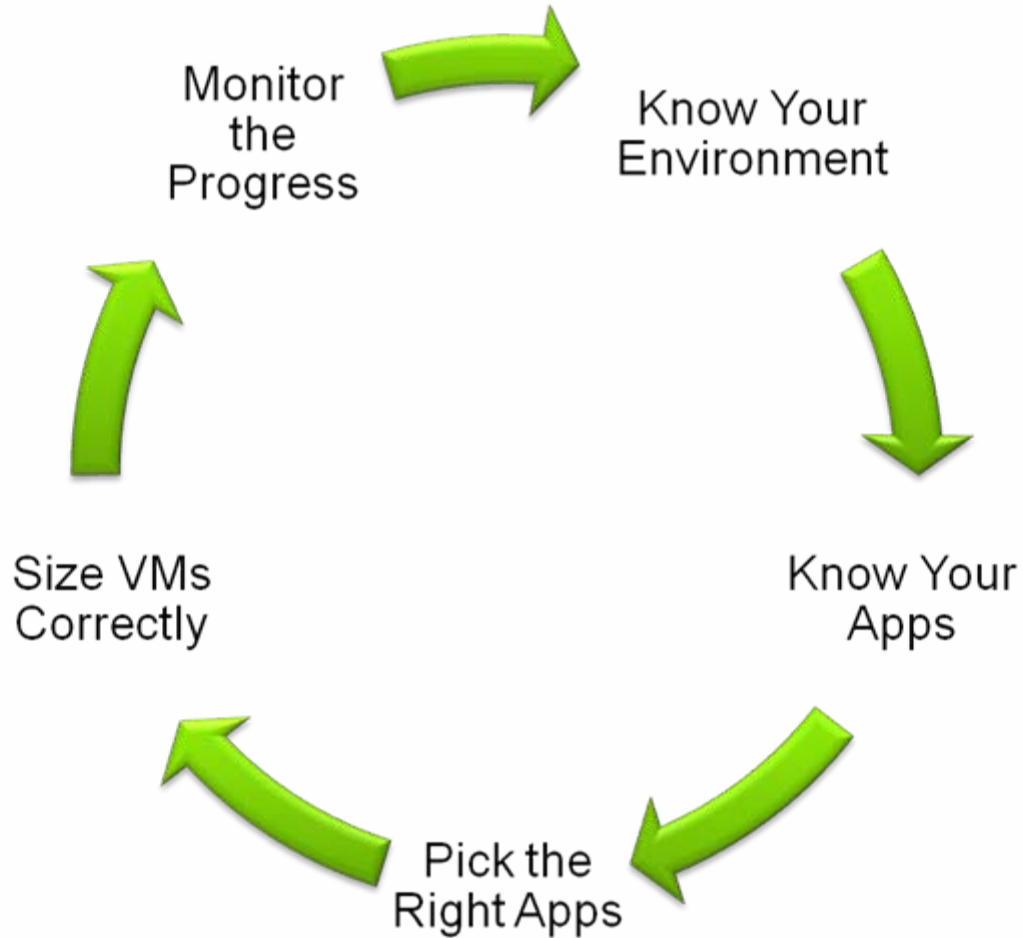 Monitor
the
Progress
Know Your
Environment
Know Your
Apps
Pick the
Right Apps
Size VMs
Correctly